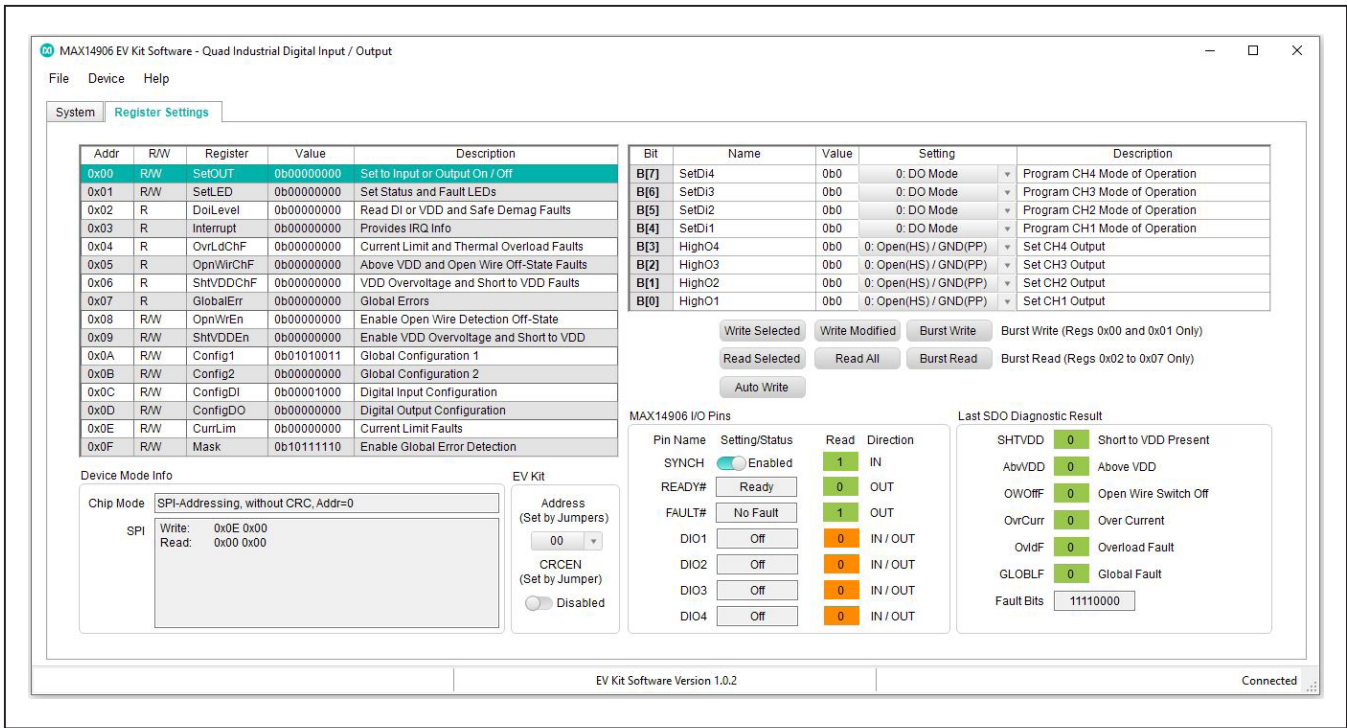 MAX14906 EV Kit Software - Quad Industrial Digital Input / Output
File Device Help
System Register Settings
Addr R/W Register Value Description
0x00 R/W SetOUT 0b00000000 Set to Input or Output On / Off
0x01 R/W SetLED 0b00000000 Set Status and Fault LEDs
0x02 R DoiLevel 0b00000000 Read DI or VDD and Safe Demag Faults
0x03 R Interrupt 0b00000000 Provides IRQ Info
0x04 R OvrLdChF 0b00000000 Current Limit and Thermal Overload Faults
0x05 R OpnWirChF 0b00000000 Above VDD and Open Wire Off-State Faults
0x06 R ShtVDDChF 0b00000000 VDD Overvoltage and Short to VDD Faults
0x07 R GlobalErr 0b00000000 Global Errors
0x08 R/W OpnWrEn 0b00000000 Enable Open Wire Detection Off-State
0x09 R/W ShtVDDEn 0b00000000 Enable VDD Overvoltage and Short to VDD
0x0A R/W Config1 0b01010011 Global Configuration 1
0x0B R/W Config2 0b00000000 Global Configuration 2
0x0C R/W ConfigDI 0b00001000 Digital Input Configuration
0x0D R/W ConfigDO 0b00000000 Digital Output Configuration
0x0E R/W CurrLim 0b00000000 Current Limit Faults
0x0F R/W Mask 0b10111110 Enable Global Error Detection
Bit Name Value Setting Description
B[7] SetDi4 0b0 0: DO Mode Program CH4 Mode of Operation
B[6] SetDi3 0b0 0: DO Mode Program CH3 Mode of Operation
B[5] SetDi2 0b0 0: DO Mode Program CH2 Mode of Operation
B[4] SetDi1 0b0 0: DO Mode Program CH1 Mode of Operation
B[3] HighO4 0b0 0: Open(HS) / GND(PP) Set CH4 Output
B[2] HighO3 0b0 0: Open(HS) / GND(PP) Set CH3 Output
B[1] HighO2 0b0 0: Open(HS) / GND(PP) Set CH2 Output
B[0] HighO1 0b0 0: Open(HS) / GND(PP) Set CH1 Output
Write Selected Write Modified Burst Write Burst Write (Regs 0x00 and 0x01 Only)
Read Selected Read All Burst Read Burst Read (Regs 0x02 to 0x07 Only)
Auto Write
Device Mode Info
Chip Mode SPI-Addressing, without CRC, Addr=0
SPI Write: 0x0E 0x00
Read: 0x00 0x00
EV Kit
Address
(Set by Jumpers)
00
CRCEN
(Set by Jumper)
Disabled
MAX14906 I/O Pins
Pin Name Setting/Status Read Direction
SYNCH Enabled 1 IN
READY# Ready 0 OUT
FAULT# No Fault 1 OUT
DIO1 Off 0 IN / OUT
DIO2 Off 0 IN / OUT
DIO3 Off 0 IN / OUT
DIO4 Off 0 IN / OUT
Last SDO Diagnostic Result
SHTVDD 0 Short to VDD Present
AbvVDD 0 Above VDD
OWOffF 0 Open Wire Switch Off
OvrCurr 0 Over Current
OvldF 0 Overload Fault
GLOBLF 0 Global Fault
Fault Bits 11110000
EV Kit Software Version 1.0.2
Connected